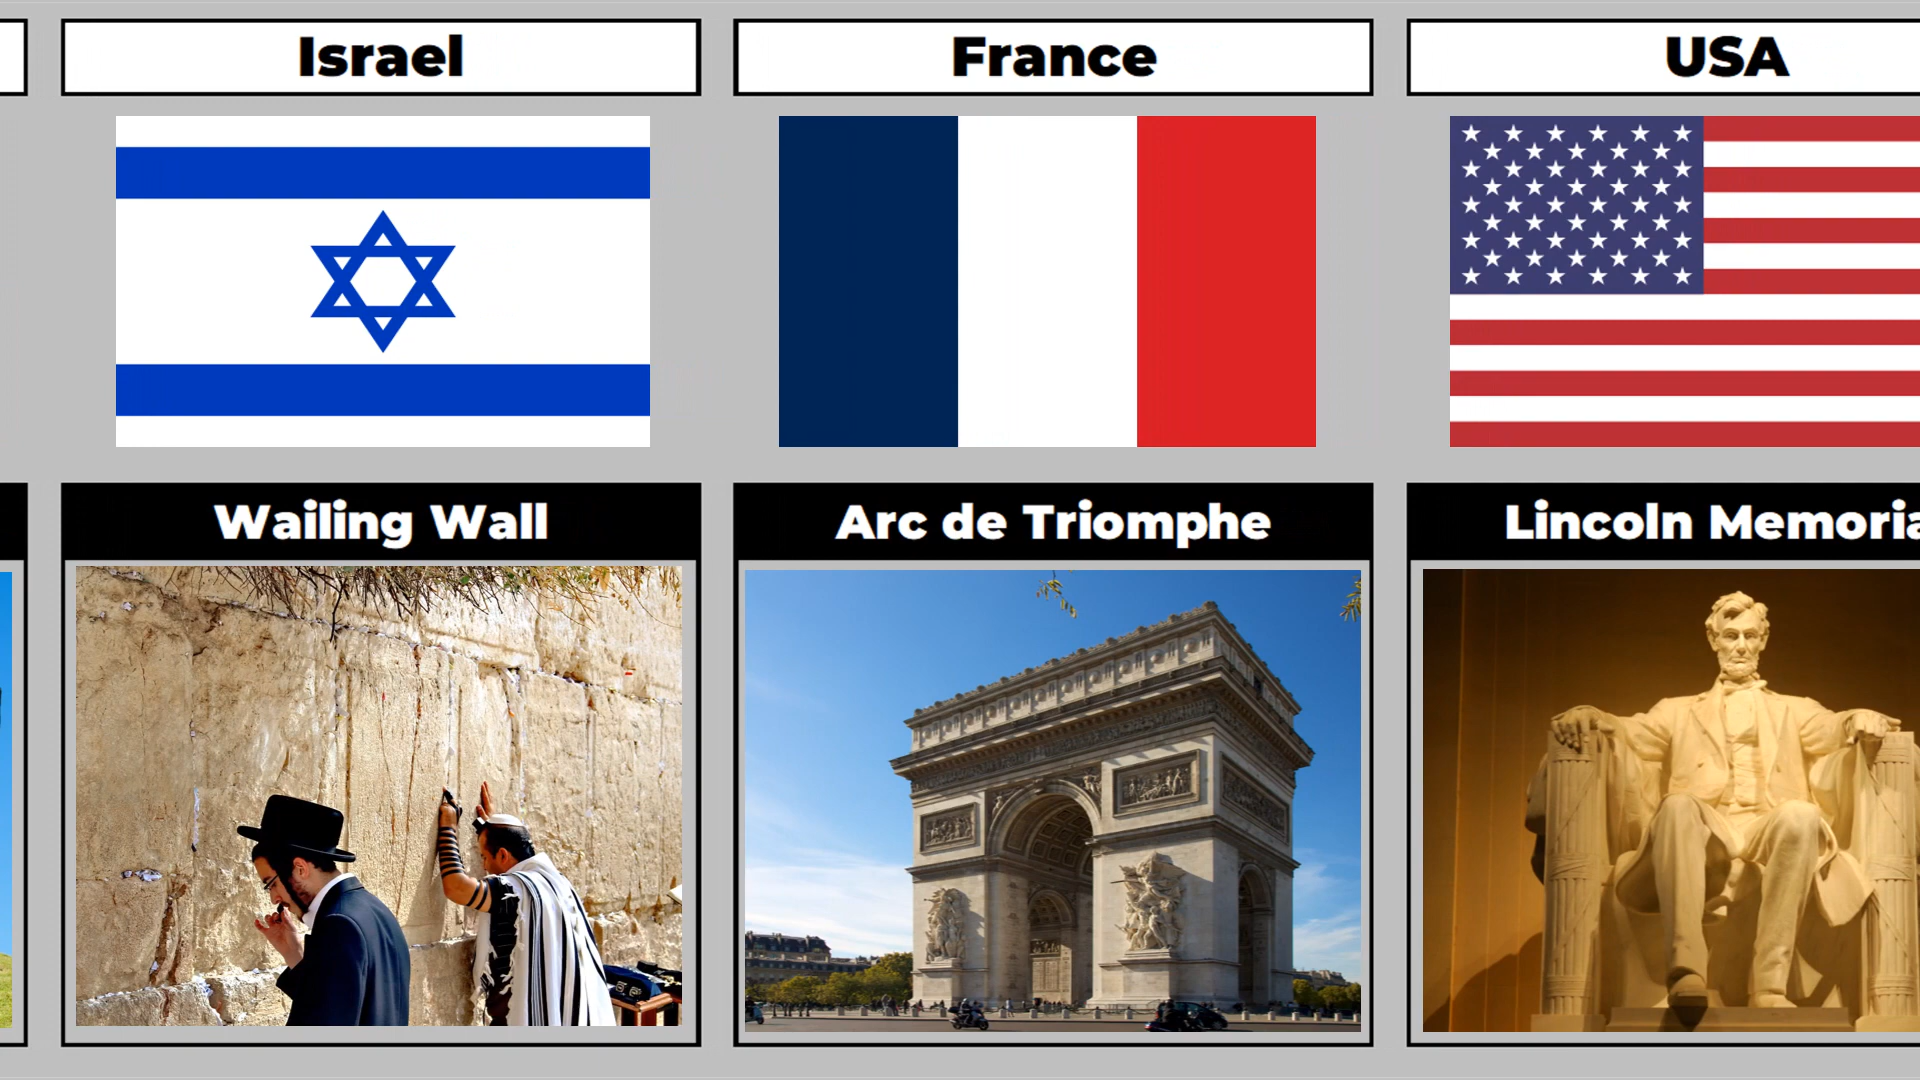 Israel
France
USA
Wailing Wall
Arc de Triomphe
Lincoln Memoria